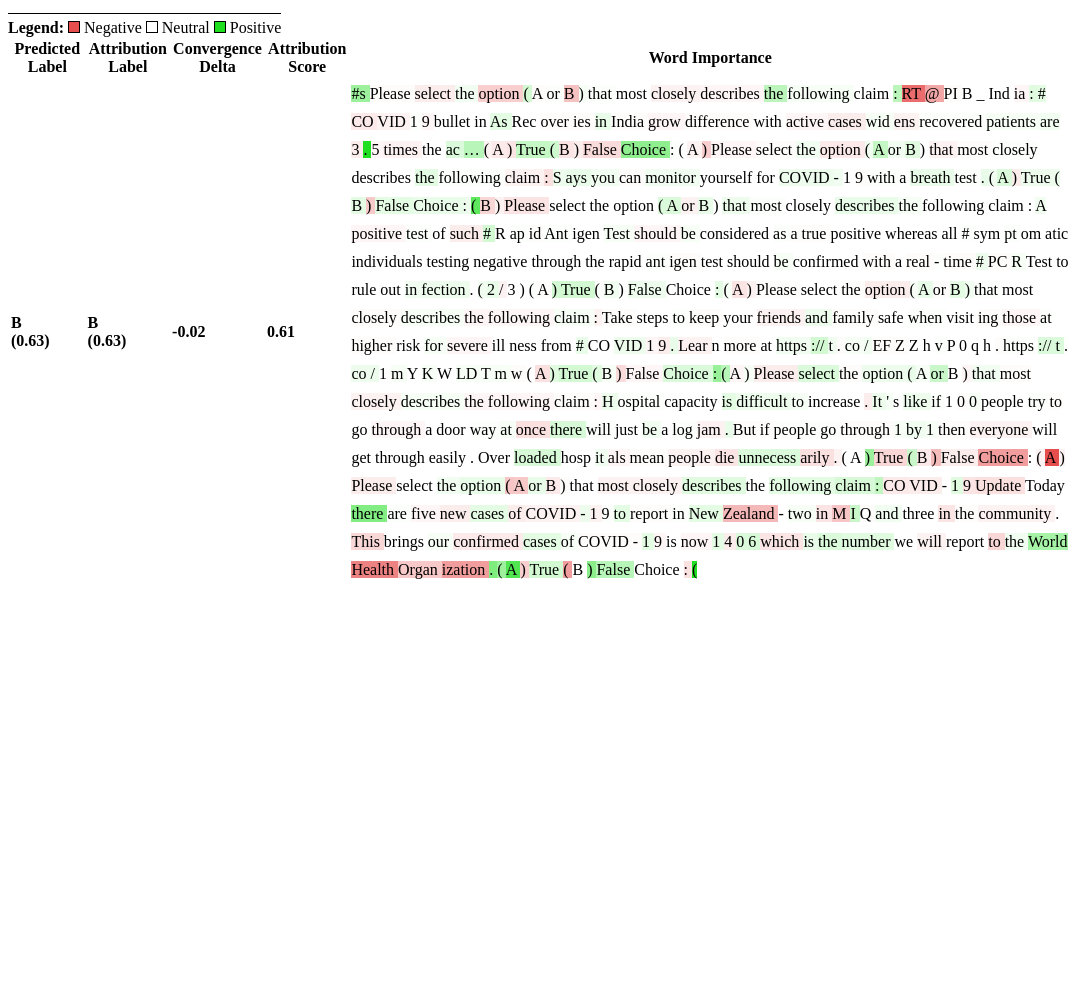 Legend: Negative Neutral Positive
Predicted Label Attribution Label Convergence Delta Attribution Score Word Importance
#s Please select the option ( A or B ) that most closely describes the following claim : RT @ PI B _ Ind ia : #
CO VID 1 9 bullet in As Rec over ies in India grow difference with active cases wid ens recovered patients are
3 . 5 times the ac … ( A ) True ( B ) False Choice : ( A ) Please select the option ( A or B ) that most closely
describes the following claim : S ays you can monitor yourself for COVID - 1 9 with a breath test . ( A ) True (
B ) False Choice : ( B ) Please select the option ( A or B ) that most closely describes the following claim : A
positive test of such # R ap id Ant igen Test should be considered as a true positive whereas all # sym pt om atic
individuals testing negative through the rapid ant igen test should be confirmed with a real - time # PC R Test to
rule out in fection . ( 2 / 3 ) ( A ) True ( B ) False Choice : ( A ) Please select the option ( A or B ) that most
closely describes the following claim : Take steps to keep your friends and family safe when visit ing those at
B (0.63) B (0.63) -0.02 0.61
higher risk for severe ill ness from # CO VID 1 9 . Lear n more at https :// t . co / EF Z Z h v P 0 q h . https :// t .
co / 1 m Y K W LD T m w ( A ) True ( B ) False Choice : ( A ) Please select the option ( A or B ) that most
closely describes the following claim : H ospital capacity is difficult to increase . It ' s like if 1 0 0 people try to
go through a door way at once there will just be a log jam . But if people go through 1 by 1 then everyone will
get through easily . Over loaded hosp it als mean people die unnecess arily . ( A ) True ( B ) False Choice : ( A )
Please select the option ( A or B ) that most closely describes the following claim : CO VID - 1 9 Update Today
there are five new cases of COVID - 1 9 to report in New Zealand - two in M I Q and three in the community .
This brings our confirmed cases of COVID - 1 9 is now 1 4 0 6 which is the number we will report to the World
Health Organ ization . ( A ) True ( B ) False Choice : (